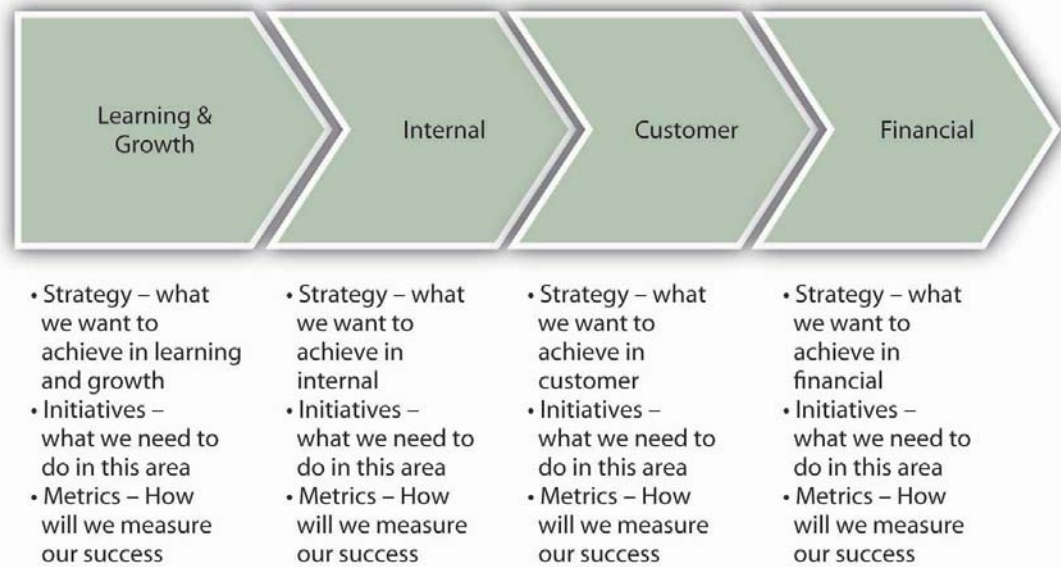 Learning &
Growth
Internal
Customer
Financial
• Strategy – what
we want to
achieve in learning
and growth
• Initiatives –
what we need to
do in this area
• Metrics – How
will we measure
our success
• Strategy – what
we want to
achieve in
internal
• Initiatives –
what we need to
do in this area
• Metrics – How
will we measure
our success
• Strategy – what
we want to
achieve in
customer
• Initiatives –
what we need to
do in this area
• Metrics – How
will we measure
our success
• Strategy – what
we want to
achieve in
financial
• Initiatives –
what we need to
do in this area
• Metrics – How
will we measure
our success